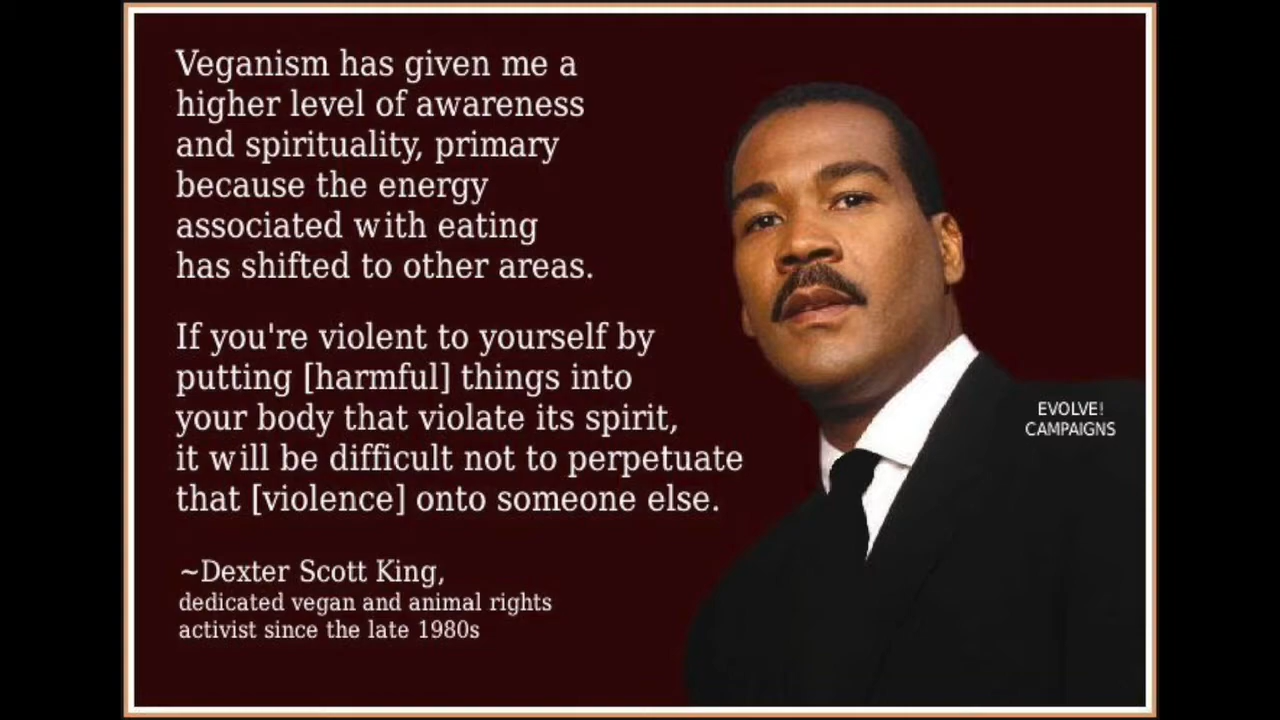 Veganism has given me a
higher level of awareness
and spirituality, primary
because the energy
associated with eating
has shifted to other areas.
If you're violent to yourself by
putting [harmful] things into
your body that violate its spirit,
it will be difficult not to perpetuate
that [violence] onto someone else.
~Dexter Scott King,
dedicated vegan and animal rights
activist since the late 1980s
EVOLVE!
CAMPAIGNS